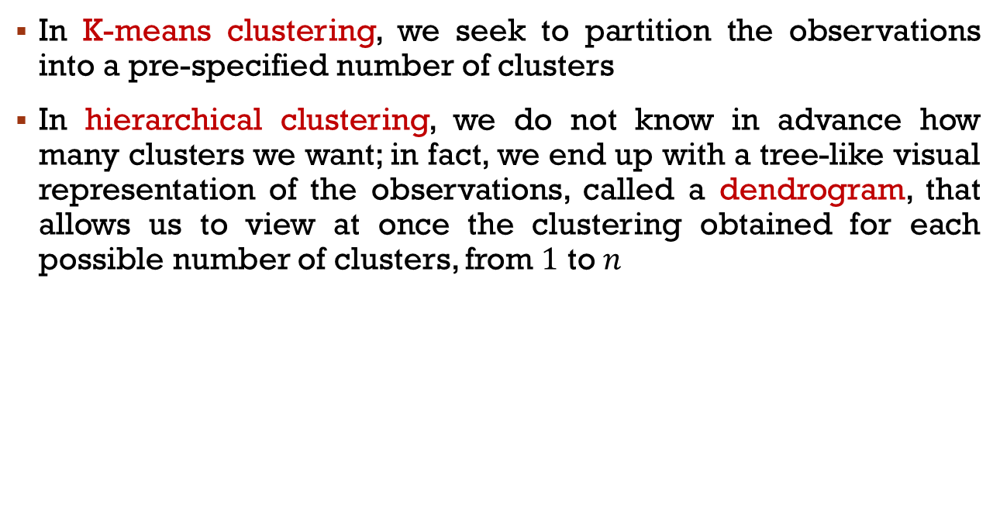 ▪ In K-means clustering, we seek to partition the observations
into a pre-specified number of clusters
▪ In hierarchical clustering, we do not know in advance how
many clusters we want; in fact, we end up with a tree-like visual
representation of the observations, called a dendrogram, that
allows us to view at once the clustering obtained for each
possible number of clusters, from 1 to n